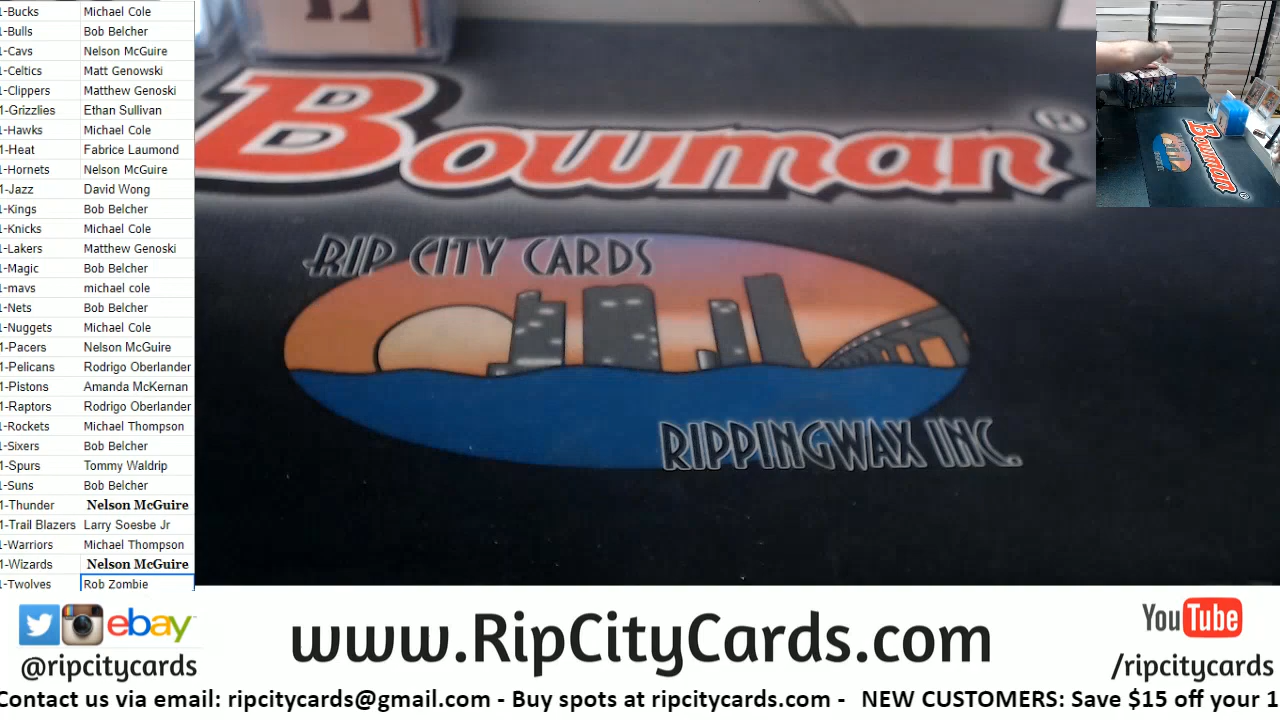 1-Bucks Michael Cole
1-Bulls Bob Belcher
1-Cavs Nelson McGuire
1-Celtics Matt Genowski
1-Clippers Matthew Genoski
1-Grizzlies Ethan Sullivan
1-Hawks Michael Cole
1-Heat Fabrice Laumond
1-Hornets Nelson McGuire
1-Jazz David Wong
1-Kings Bob Belcher
1-Knicks Michael Cole
1-Lakers Matthew Genoski
1-Magic Bob Belcher
1-mavs michael cole
1-Nets Bob Belcher
1-Nuggets Michael Cole
1-Pacers Nelson McGuire
1-Pelicans Rodrigo Oberlander
1-Pistons Amanda McKernan
1-Raptors Rodrigo Oberlander
1-Rockets Michael Thompson
1-Sixers Bob Belcher
1-Spurs Tommy Waldrip
1-Suns Bob Belcher
1-Thunder Nelson McGuire
1-Trail Blazers Larry Soesbe Jr
1-Warriors Michael Thompson
1-Wizards Nelson McGuire
1-Twolves Rob Zombie
Bowman®
RIP CITY CARDS
RIPPINGWAX INC.
Bowman
ebay
@ripcitycards
www.RipCityCards.com
YouTube
/ripcitycards
Contact us via email: ripcitycards@gmail.com - Buy spots at ripcitycards.com - NEW CUSTOMERS: Save $15 off your 1